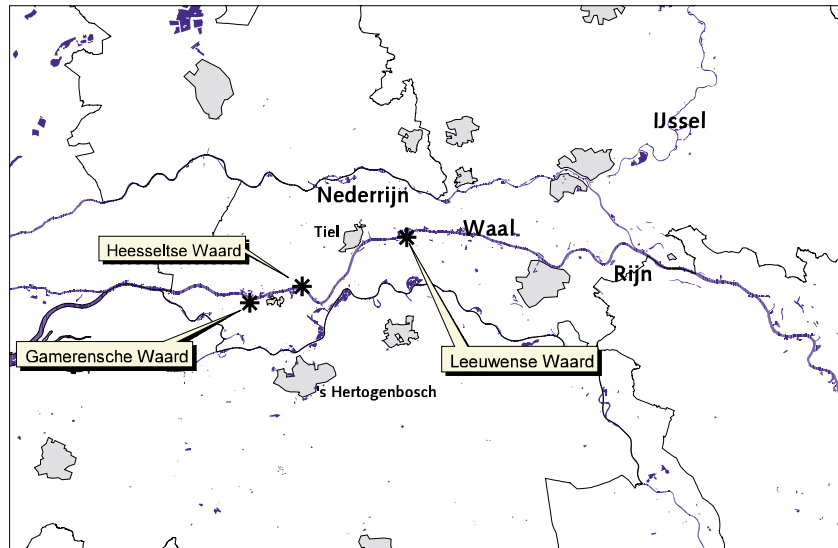 IJssel
Nederrijn
Tiel
Waal
Heesseltse Waard
Rijn
Gamerensche Waard
Leeuwense Waard
's Hertogenbosch